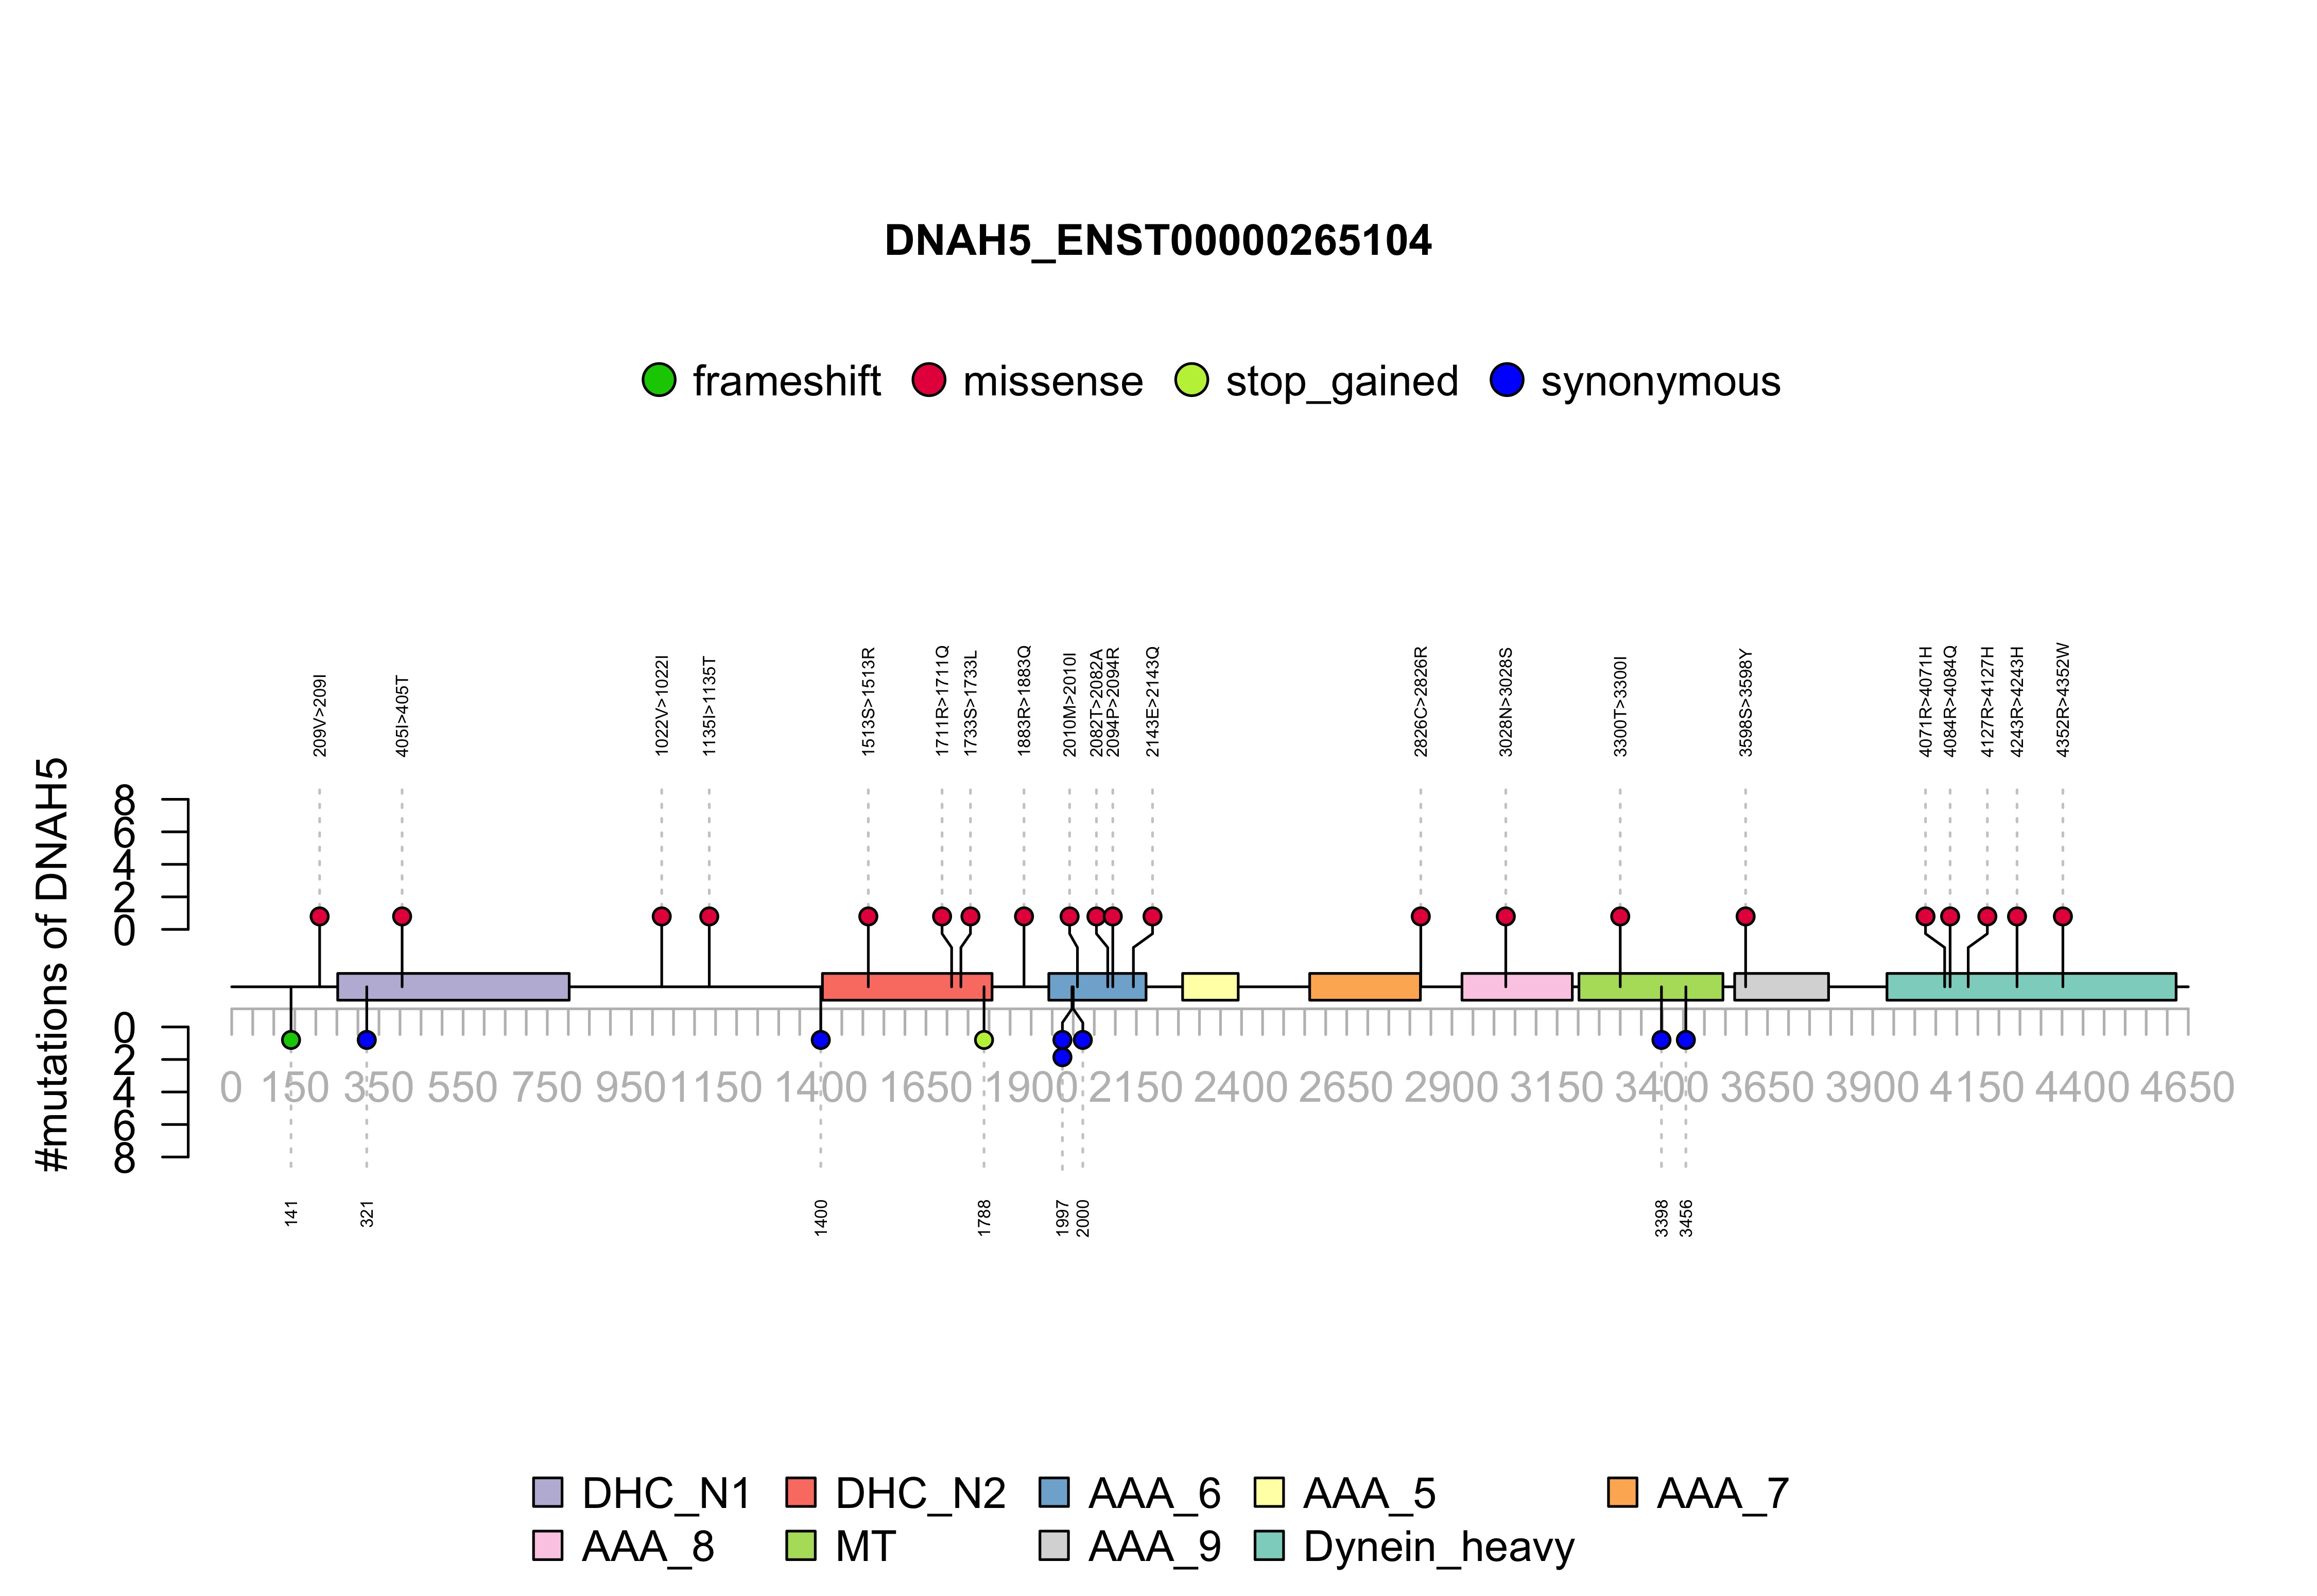 DNAH5_ENST00000265104
frameshift missense stop_gained synonymous
209V>209I
405I>405T
1022V>1022I
1135I>1135T
1513S>1513R
1711R>1711Q
1733S>1733L
1883R>1883Q
2010M>2010I
2082T>2082A
2094P>2094R
2143E>2143Q
2826C>2826R
3028N>3028S
3300T>3300I
3598S>3598Y
4071R>4071H
4084R>4084Q
4127R>4127H
4243R>4243H
4352R>4352W
#mutations of DNAH5
8
6
4
2
0
0
2
4
6
8
0 150 350 550 750 950 1150 1400 1650 1900 2150 2400 2650 2900 3150 3400 3650 3900 4150 4400 4650
141
321
1400
1788
1997
2000
3398
3456
DHC_N1 DHC_N2 AAA_6 AAA_5 AAA_7
AAA_8 MT AAA_9 Dynein_heavy